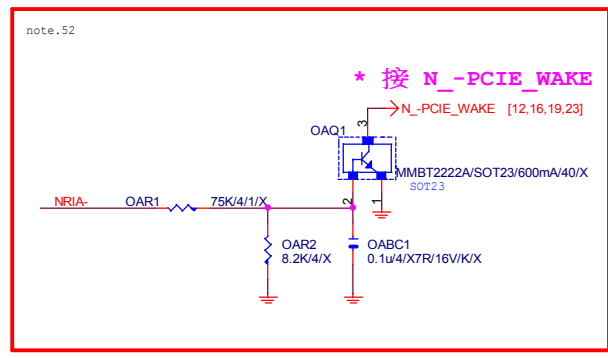 note.52
* 接 N_-PCIE_WAKE
N_-PCIE_WAKE [12,16,19,23]
3
OAQ1
MMBT2222A/SOT23/600mA/40/X
SOT23
2
1
NRIA-
OAR1
75K/4/1/X
OAR2
8.2K/4/X
OABC1
0.1u/4/X7R/16V/K/X